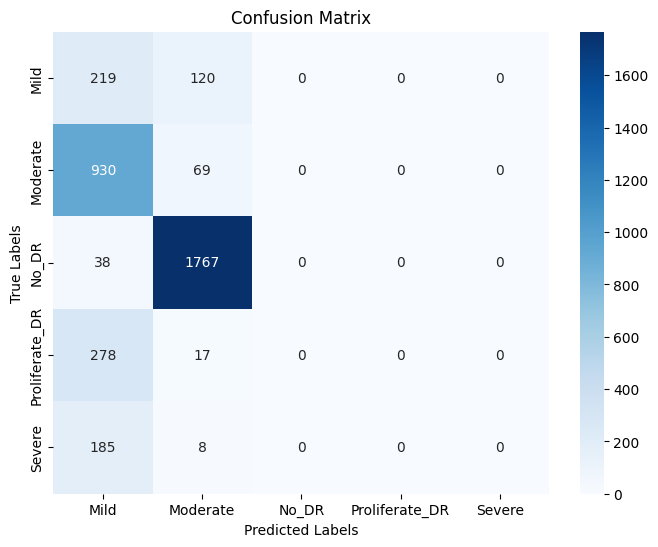 Confusion Matrix
True Labels
Mild 219 120 0 0 0
Moderate 930 69 0 0 0
No_DR 38 1767 0 0 0
Proliferate_DR 278 17 0 0 0
Severe 185 8 0 0 0
Mild Moderate No_DR Proliferate_DR Severe
Predicted Labels
1600
1400
1200
1000
800
600
400
200
0